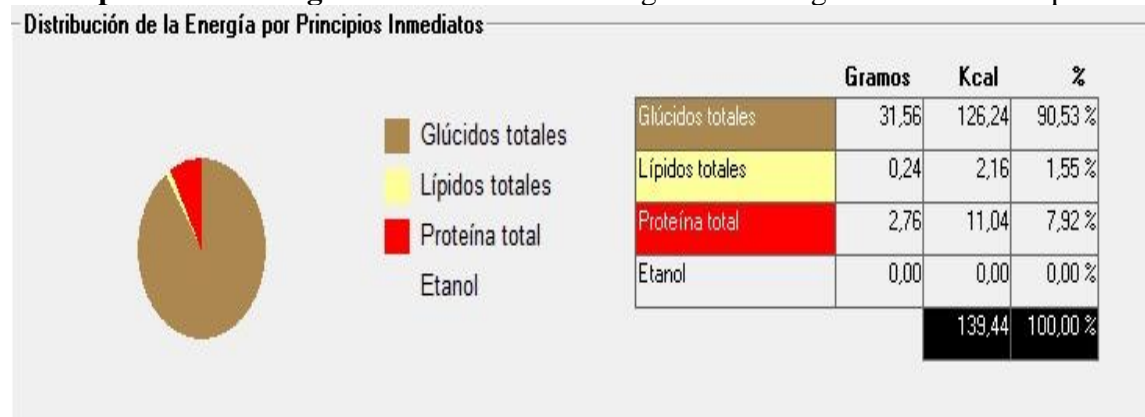 Distribución de la Energía por Principios Inmediatos
Gramos Kcal %
Glúcidos totales 31,56 126,24 90,53 %
Lípidos totales 0,24 2,16 1,55 %
Proteína total 2,76 11,04 7,92 %
Etanol 0,00 0,00 0,00 %
139,44 100,00 %
Glúcidos totales
Lípidos totales
Proteína total
Etanol